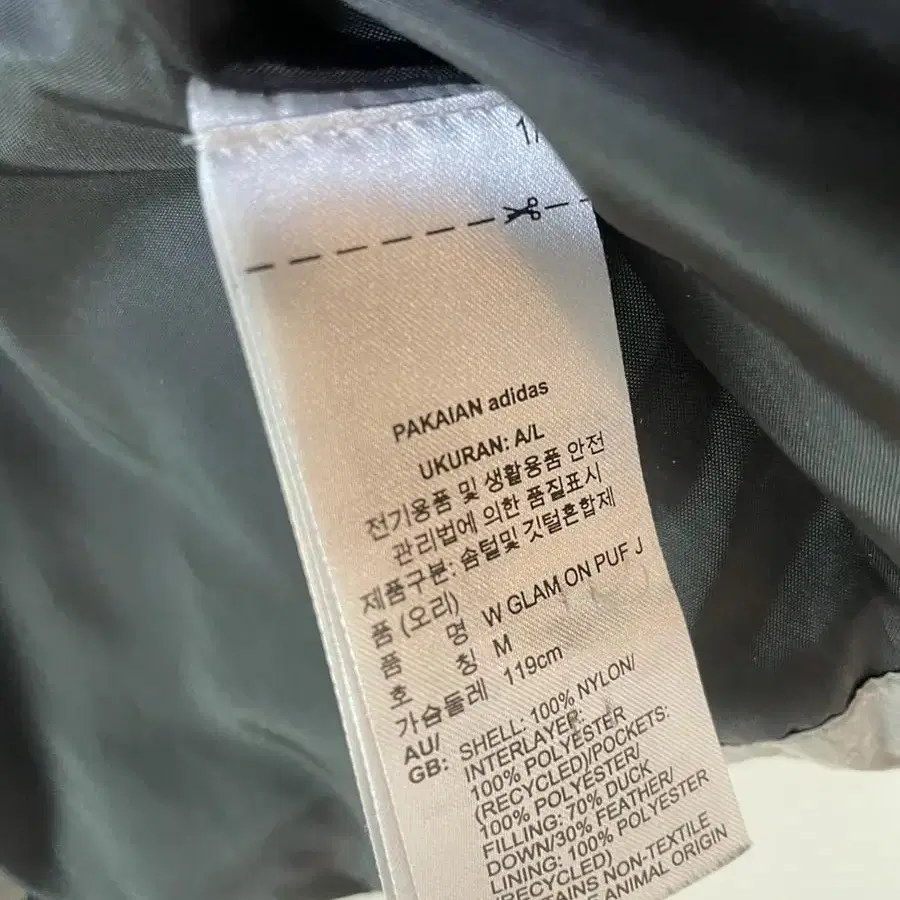 1/
PAKAIAN adidas
UKURAN: A/L
전기용품 및 생활용품 안전
관리법에 의한 품질표시
제품구분: 솜털및 깃털혼합제
품 (오리)
품 명 W GLAM ON PUF J
호 칭 M
가슴둘레 119cm
AU/
GB: SHELL: 100% NYLON/
INTERLAYER:
100% POLYESTER
(RECYCLED)/POCKETS:
100% POLYESTER/
FILLING: 70% DUCK
DOWN/30% FEATHER/
LINING: 100% POLYESTER
(RECYCLED)
NON-TEXTILE
ANIMAL ORIGIN